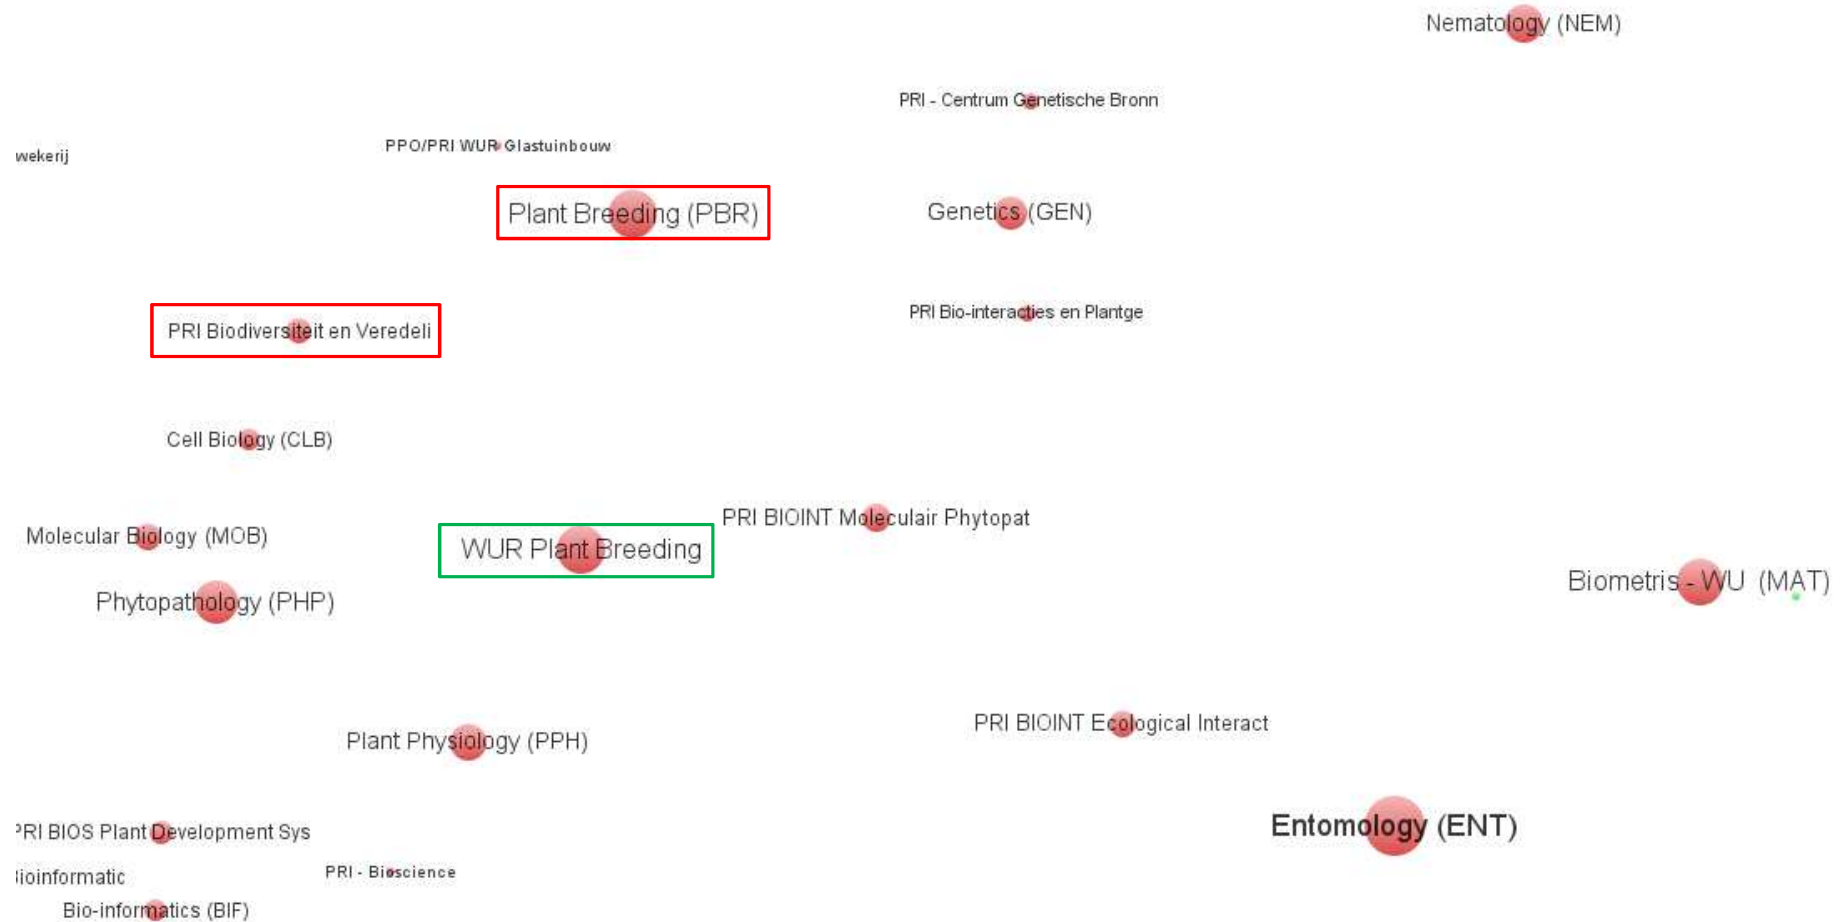 Nematology (NEM)
PRI - Centrum Genetische Bronn
PPO/PRI WUR Glastuinbouw
wekerij
Plant Breeding (PBR)
Genetics (GEN)
PRI Bio-interacties en Plantge
PRI Biodiversiteit en Veredeli
Cell Biology (CLB)
PRI BIOINT Moleculair Phytopat
Molecular Biology (MOB)
WUR Plant Breeding
Biometris - WU (MAT)
Phytopathology (PHP)
PRI BIOINT Ecological Interact
Plant Physiology (PPH)
Entomology (ENT)
PRI BIOS Plant Development Sys
PRI - Bioscience
ioinformatic
Bio-informatics (BIF)